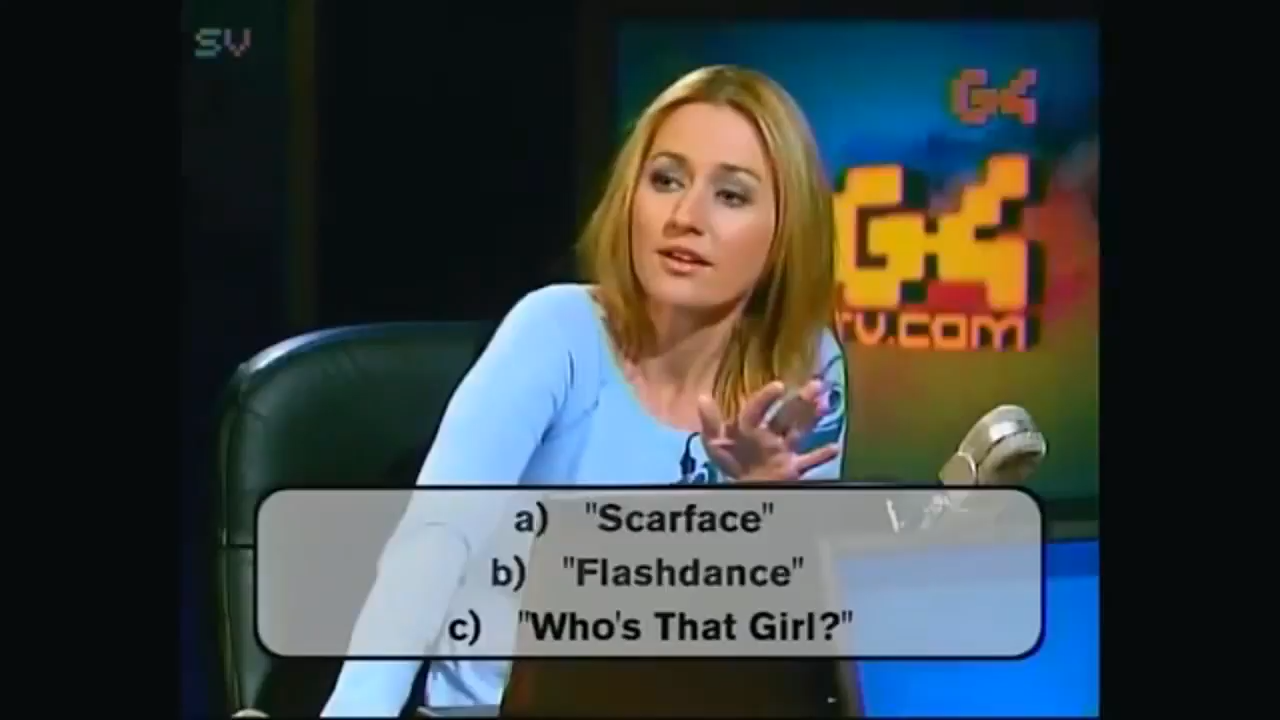 SV
G4
G4
tv.com
a) "Scarface"
b) "Flashdance"
c) "Who's That Girl?"